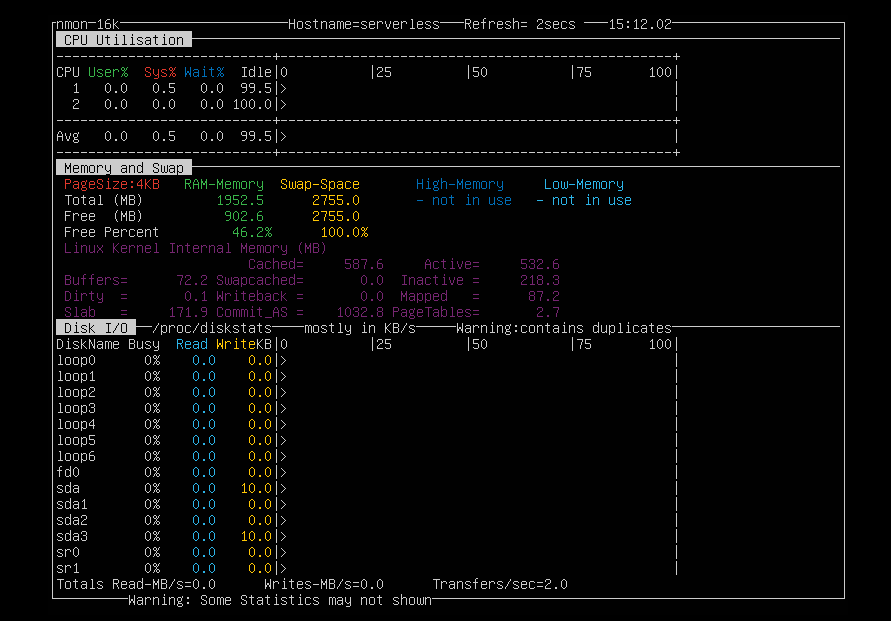 nmon-16k Hostname=serverless Refresh= 2secs 15:12.02
CPU Utilisation
CPU User% Sys% Wait% Idle|0 |25 |50 |75 100|
1 0.0 0.5 0.0 99.5|> |
2 0.0 0.0 0.0 100.0|> |
Avg 0.0 0.5 0.0 99.5|> |
Memory and Swap
PageSize:4KB RAM-Memory Swap-Space High-Memory Low-Memory
Total (MB) 1952.5 2755.0 - not in use - not in use
Free (MB) 902.6 2755.0
Free Percent 46.2% 100.0%
Linux Kernel Internal Memory (MB)
Cached= 587.6 Active= 532.6
Buffers= 72.2 Swapcached= 0.0 Inactive = 218.3
Dirty = 0.1 Writeback = 0.0 Mapped = 87.2
Slab = 171.9 Commit_AS = 1032.8 PageTables= 2.7
Disk I/O /proc/diskstats mostly in KB/s Warning:contains duplicates
DiskName Busy Read WriteKB|0 |25 |50 |75 100|
loop0 0% 0.0 0.0|> |
loop1 0% 0.0 0.0|> |
loop2 0% 0.0 0.0|> |
loop3 0% 0.0 0.0|> |
loop4 0% 0.0 0.0|> |
loop5 0% 0.0 0.0|> |
loop6 0% 0.0 0.0|> |
fd0 0% 0.0 0.0|> |
sda 0% 0.0 10.0|> |
sda1 0% 0.0 0.0|> |
sda2 0% 0.0 0.0|> |
sda3 0% 0.0 10.0|> |
sr0 0% 0.0 0.0|> |
sr1 0% 0.0 0.0|> |
Totals Read-MB/s=0.0 Writes-MB/s=0.0 Transfers/sec=2.0
Warning: Some Statistics may not shown